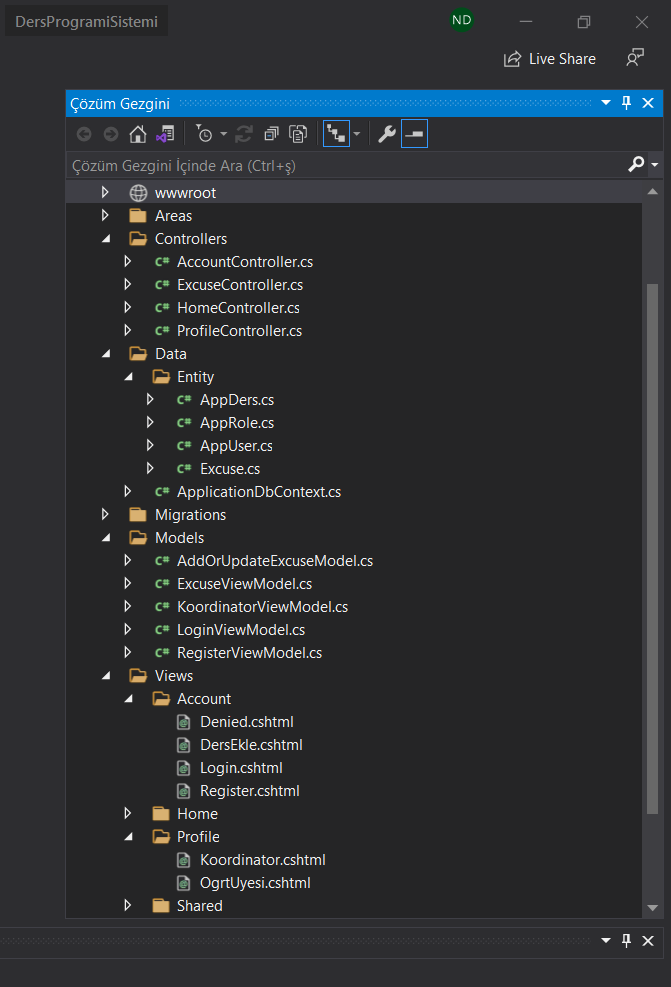 DersProgramiSistemi
ND
Live Share
Çözüm Gezgini
Çözüm Gezgini İçinde Ara (Ctrl+ş)
wwwroot
Areas
Controllers
C# AccountController.cs
C# ExcuseController.cs
C# HomeController.cs
C# ProfileController.cs
Data
Entity
C# AppDers.cs
C# AppRole.cs
C# AppUser.cs
C# Excuse.cs
C# ApplicationDbContext.cs
Migrations
Models
C# AddOrUpdateExcuseModel.cs
C# ExcuseViewModel.cs
C# KoordinatorViewModel.cs
C# LoginViewModel.cs
C# RegisterViewModel.cs
Views
Account
Denied.cshtml
DersEkle.cshtml
Login.cshtml
Register.cshtml
Home
Profile
Koordinator.cshtml
OgrtUyesi.cshtml
Shared